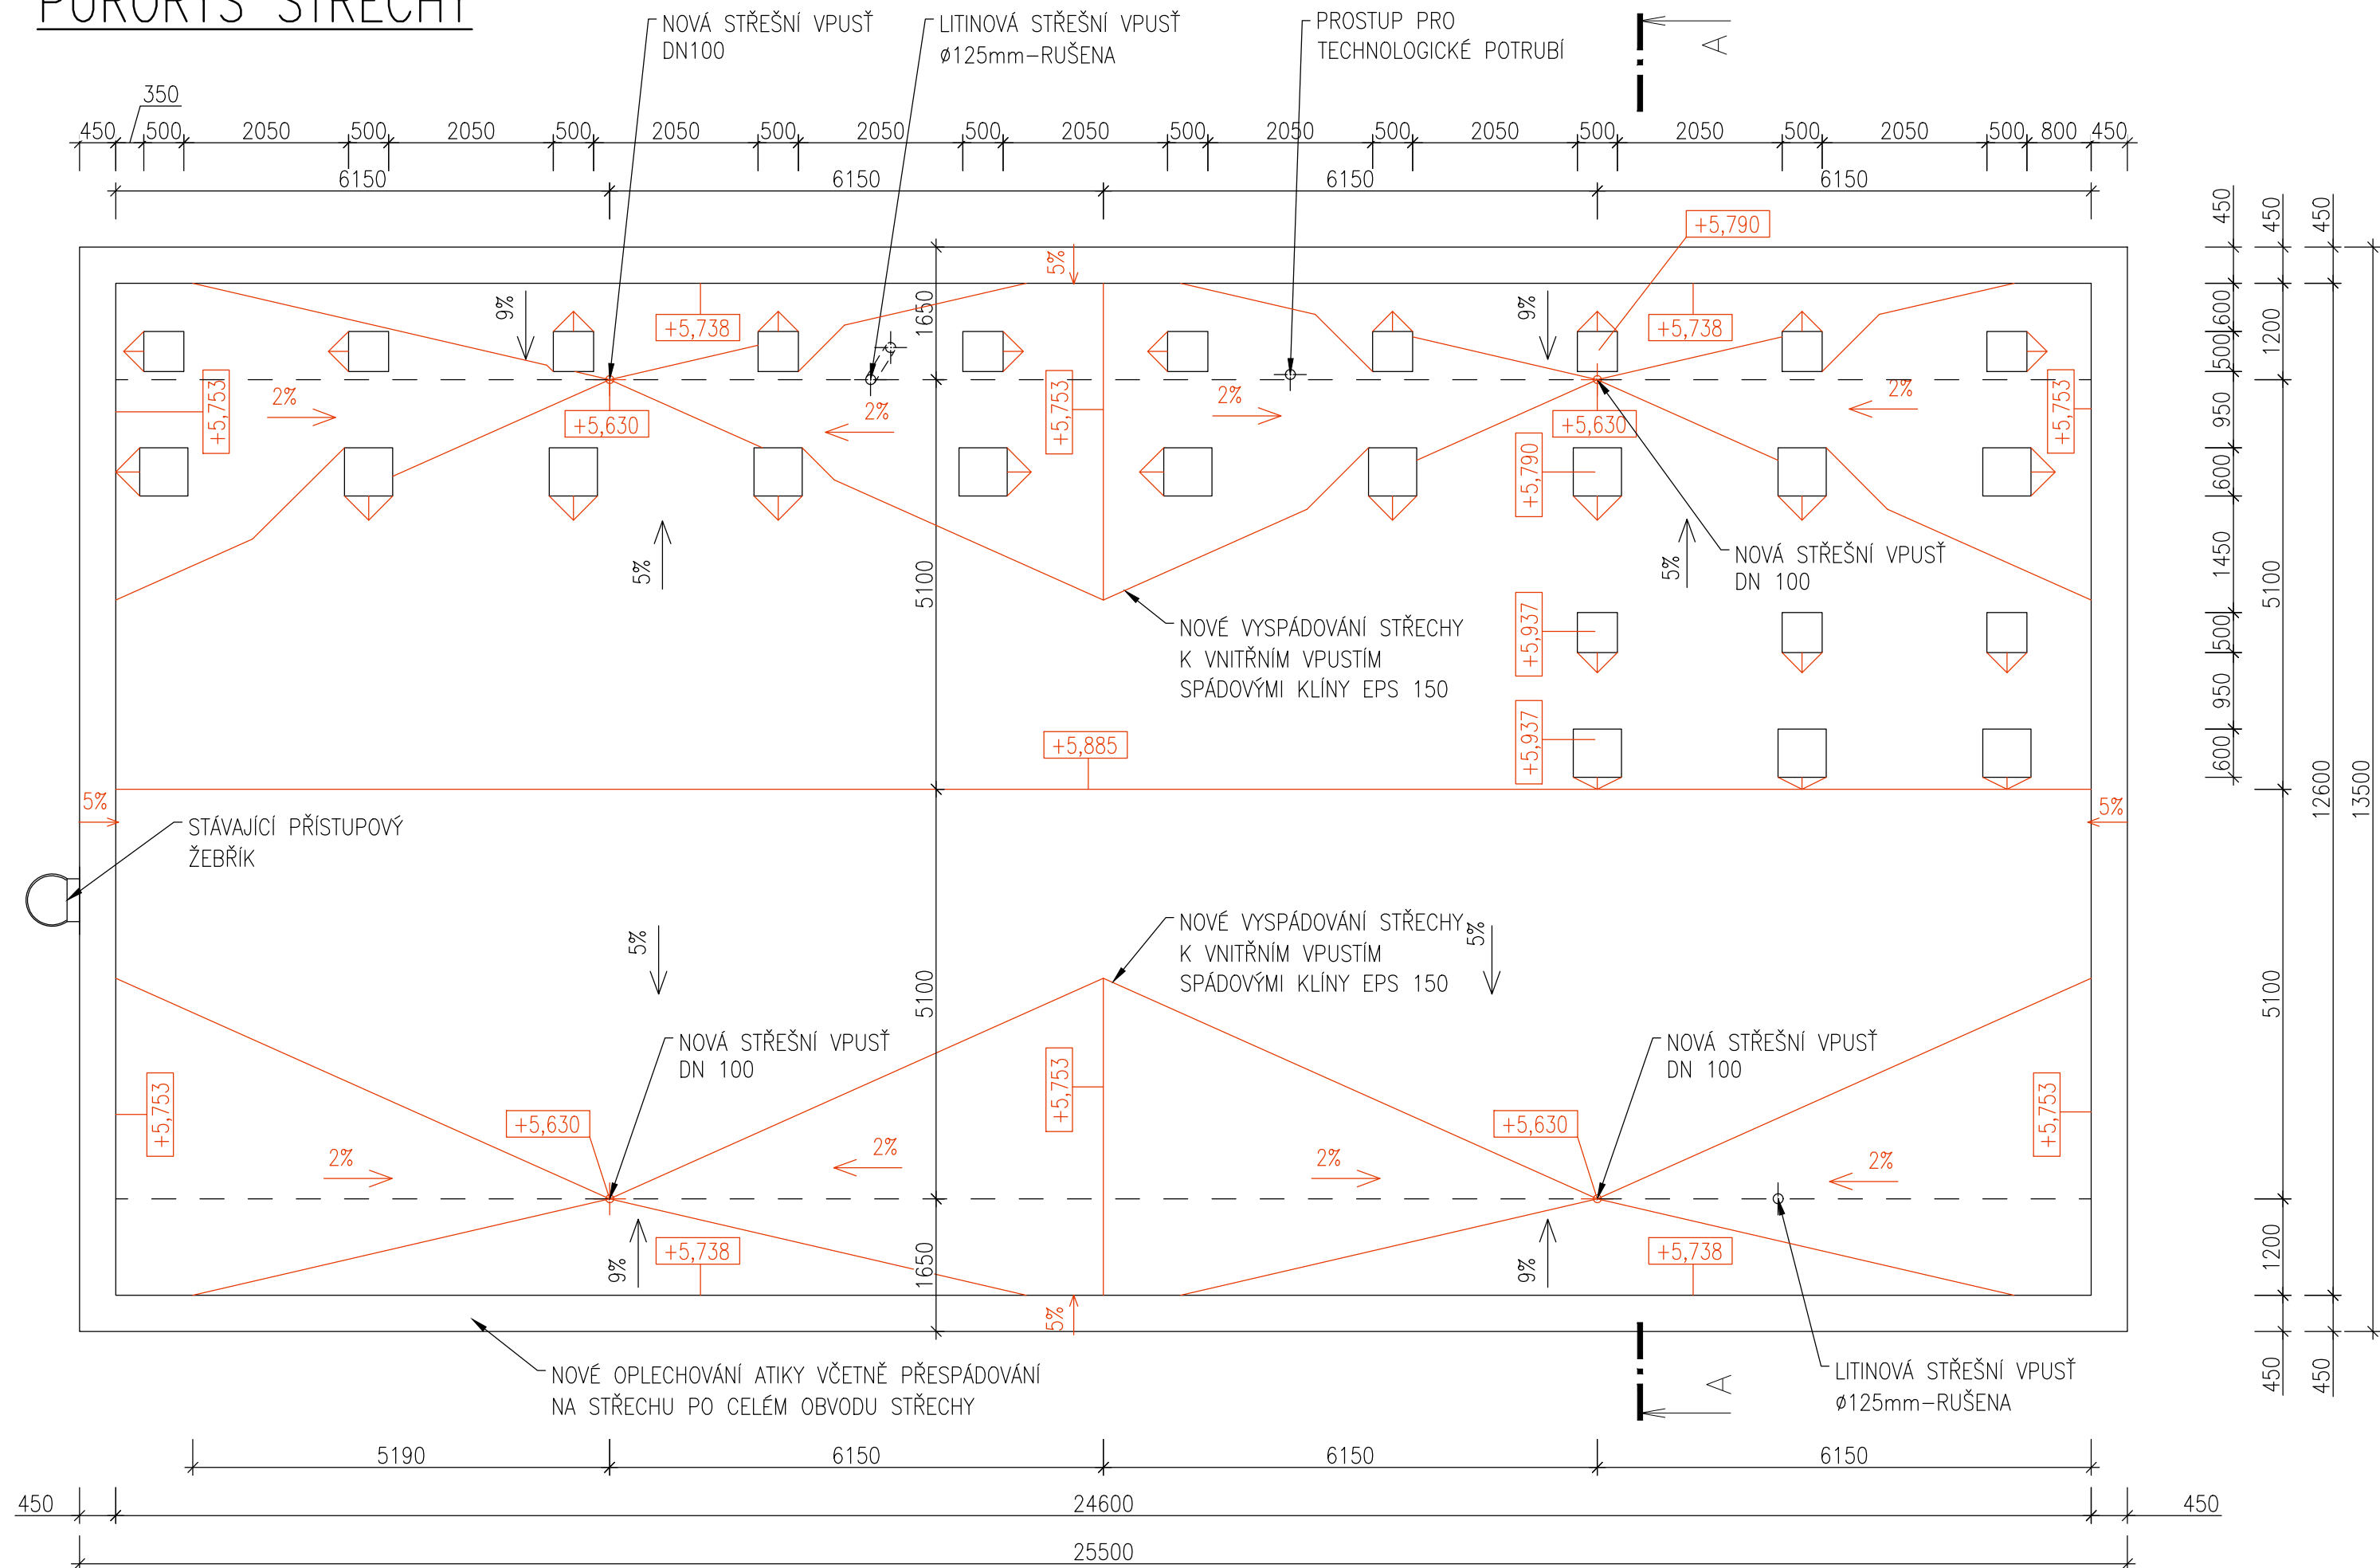 PŮRORYS STŘECHY
NOVÁ STŘEŠNÍ VPUSŤ
DN100
LITINOVÁ STŘEŠNÍ VPUSŤ
ø125mm-RUŠENA
PROSTUP PRO
TECHNOLOGICKÉ POTRUBÍ
A
350
450 500 2050 500 2050 500 2050 500 2050 500 2050 500 2050 500 2050 500 2050 500 2050 500 800 450
6150 6150 6150 6150
+5,790
5%
9%
+5,738
1650
9%
+5,738
+5,753
2%
+5,630
2%
+5,753
2%
+5,630
2%
+5,753
+5,790
5%
5100
5%
NOVÁ STŘEŠNÍ VPUSŤ
DN 100
NOVÉ VYSPÁDOVÁNÍ STŘECHY
K VNITŘNÍM VPUSTÍM
SPÁDOVÝMI KLÍNY EPS 150
+5,937
+5,937
+5,885
5%
5%
STÁVAJÍCÍ PŘÍSTUPOVÝ
ŽEBŘÍK
NOVÉ VYSPÁDOVÁNÍ STŘECHY
K VNITŘNÍM VPUSTÍM
SPÁDOVÝMI KLÍNY EPS 150
5%
5%
5100
NOVÁ STŘEŠNÍ VPUSŤ
DN 100
NOVÁ STŘEŠNÍ VPUSŤ
DN 100
+5,753
+5,630
+5,753
+5,630
+5,753
2%
2%
2%
2%
9%
+5,738
1650
9%
+5,738
5%
NOVÉ OPLECHOVÁNÍ ATIKY VČETNĚ PŘESPÁDOVÁNÍ
NA STŘECHU PO CELÉM OBVODU STŘECHY
A
LITINOVÁ STŘEŠNÍ VPUSŤ
ø125mm-RUŠENA
450 600 500 950 600 1450 500 950 600
450 1200 5100 5100 1200 450
450 12600 450
13500
5190 6150 6150 6150
450 24600 450
25500